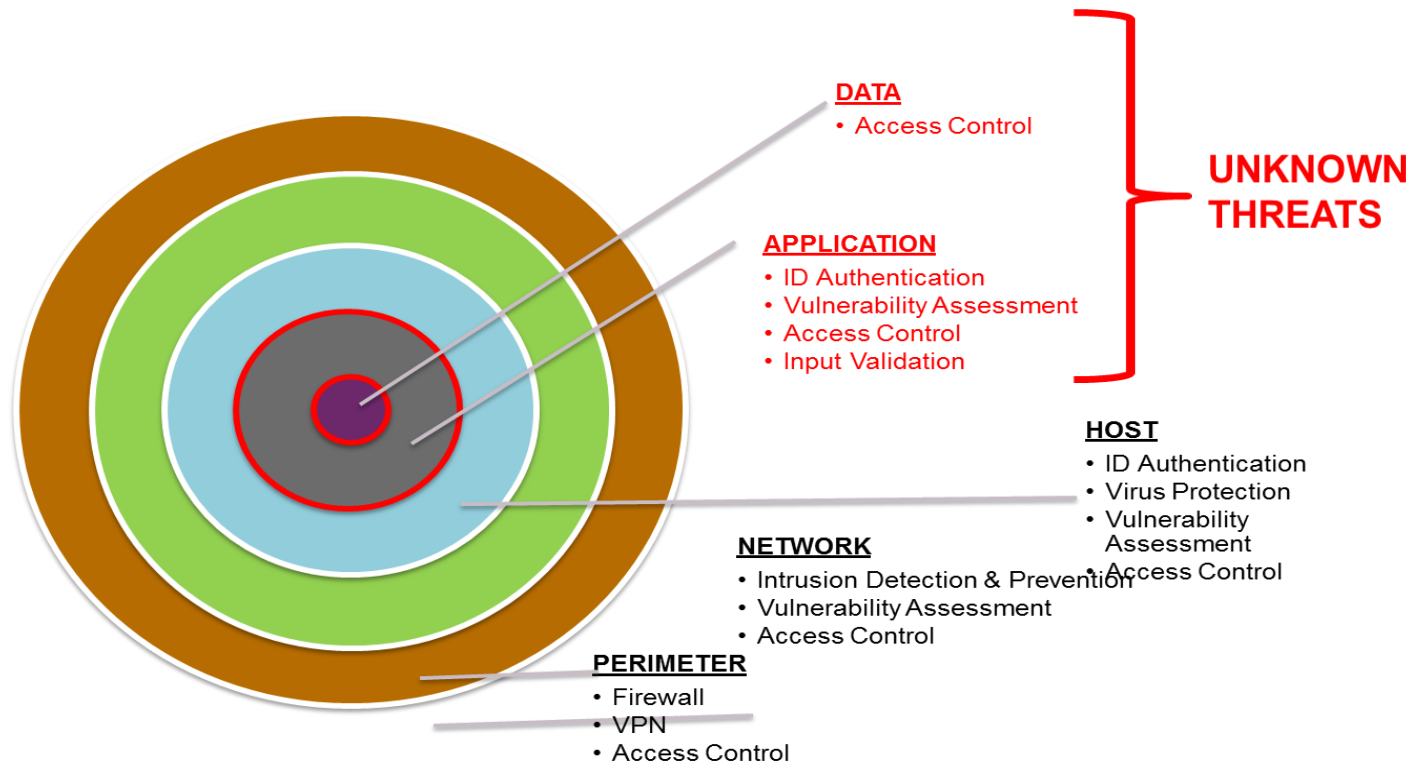 DATA
• Access Control
UNKNOWN
THREATS
APPLICATION
• ID Authentication
• Vulnerability Assessment
• Access Control
• Input Validation
HOST
• ID Authentication
• Virus Protection
• Vulnerability
Assessment
• Access Control
NETWORK
• Intrusion Detection & Prevention
• Vulnerability Assessment
• Access Control
PERIMETER
• Firewall
• VPN
• Access Control